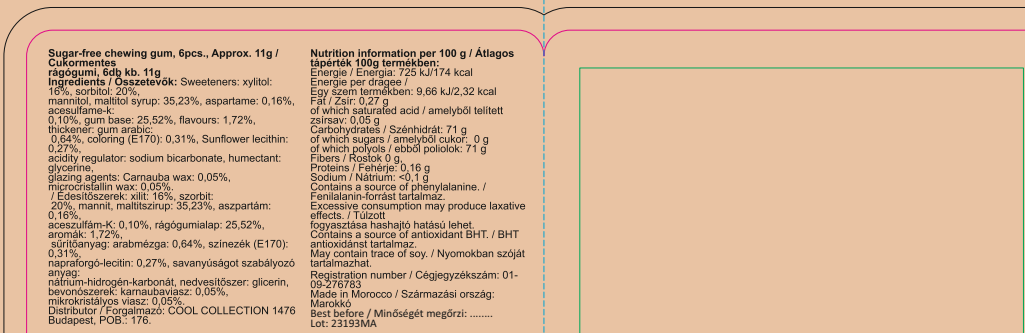 Sugar-free chewing gum, 6pcs., Approx. 11g /
Cukormentes
rágógumi, 6db kb. 11g
Ingredients / Összetevők: Sweeteners: xylitol:
16%, sorbitol: 20%,
mannitol, maltitol syrup: 35,23%, aspartame: 0,16%,
acesulfame-k:
0,10%, gum base: 25,52%, flavours: 1,72%,
thickener: gum arabic:
0,64%, coloring (E170): 0,31%, Sunflower lecithin:
0,27%,
acidity regulator: sodium bicarbonate, humectant:
glycerine,
glazing agents: Carnauba wax: 0,05%,
microcristallin wax: 0,05%.
/ Édesítőszerek: xilit: 16%, szorbit:
20%, mannit, maltitszirup: 35,23%, aszpartám:
0,16%,
aceszulfám-K: 0,10%, rágógumialap: 25,52%,
aromák: 1,72%,
sűrítőanyag: arabmézga: 0,64%, színezék (E170):
0,31%,
napraforgó-lecitin: 0,27%, savanyúságot szabályozó
anyag:
nátrium-hidrogén-karbonát, nedvesítőszer: glicerin,
bevonószerek: karnaubaviasz: 0,05%,
mikrokristályos viasz: 0,05%.
Distributor / Forgalmazó: COOL COLLECTION 1476
Budapest, POB.: 176.
Nutrition information per 100 g / Átlagos
tápérték 100g termékben:
Energie / Energia: 725 kJ/174 kcal
Energie per dragee /
Egy szem termékben: 9,66 kJ/2,32 kcal
Fat / Zsír: 0,27 g
of which saturated acid / amelyből telített
zsírsav: 0,05 g
Carbohydrates / Szénhidrát: 71 g
of which sugars / amelyből cukor: 0 g
of which polyols / ebből poliolok: 71 g
Fibers / Rostok 0 g,
Proteins / Fehérje: 0,16 g
Sodium / Nátrium: <0,1 g
Contains a source of phenylalanine. /
Fenilalanin-forrást tartalmaz.
Excessive consumption may produce laxative
effects. / Túlzott
fogyasztása hashajtó hatású lehet.
Contains a source of antioxidant BHT. / BHT
antioxidánst tartalmaz.
May contain trace of soy. / Nyomokban szóját
tartalmazhat.
Registration number / Cégjegyzékszám: 01-
09-276783
Made in Morocco / Származási ország:
Marokkó
Best before / Minőségét megőrzi: ........
Lot: 23193MA